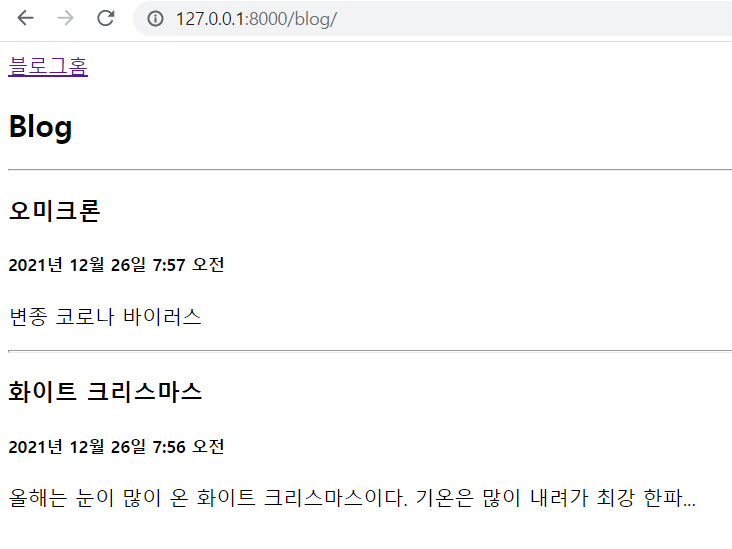 127.0.0.1:8000/blog/
블로그홈
Blog
오미크론
2021년 12월 26일 7:57 오전
변종 코로나 바이러스
화이트 크리스마스
2021년 12월 26일 7:56 오전
올해는 눈이 많이 온 화이트 크리스마스이다. 기온은 많이 내려가 최강 한파...